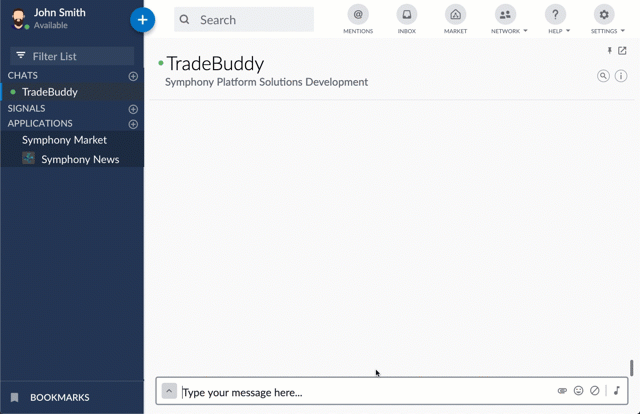 John Smith
Available
Filter List
CHATS
TradeBuddy
SIGNALS
APPLICATIONS
Symphony Market
Symphony News
BOOKMARKS
Search
MENTIONS
INBOX
MARKET
NETWORK
HELP
SETTINGS
TradeBuddy
Symphony Platform Solutions Development
Type your message here...